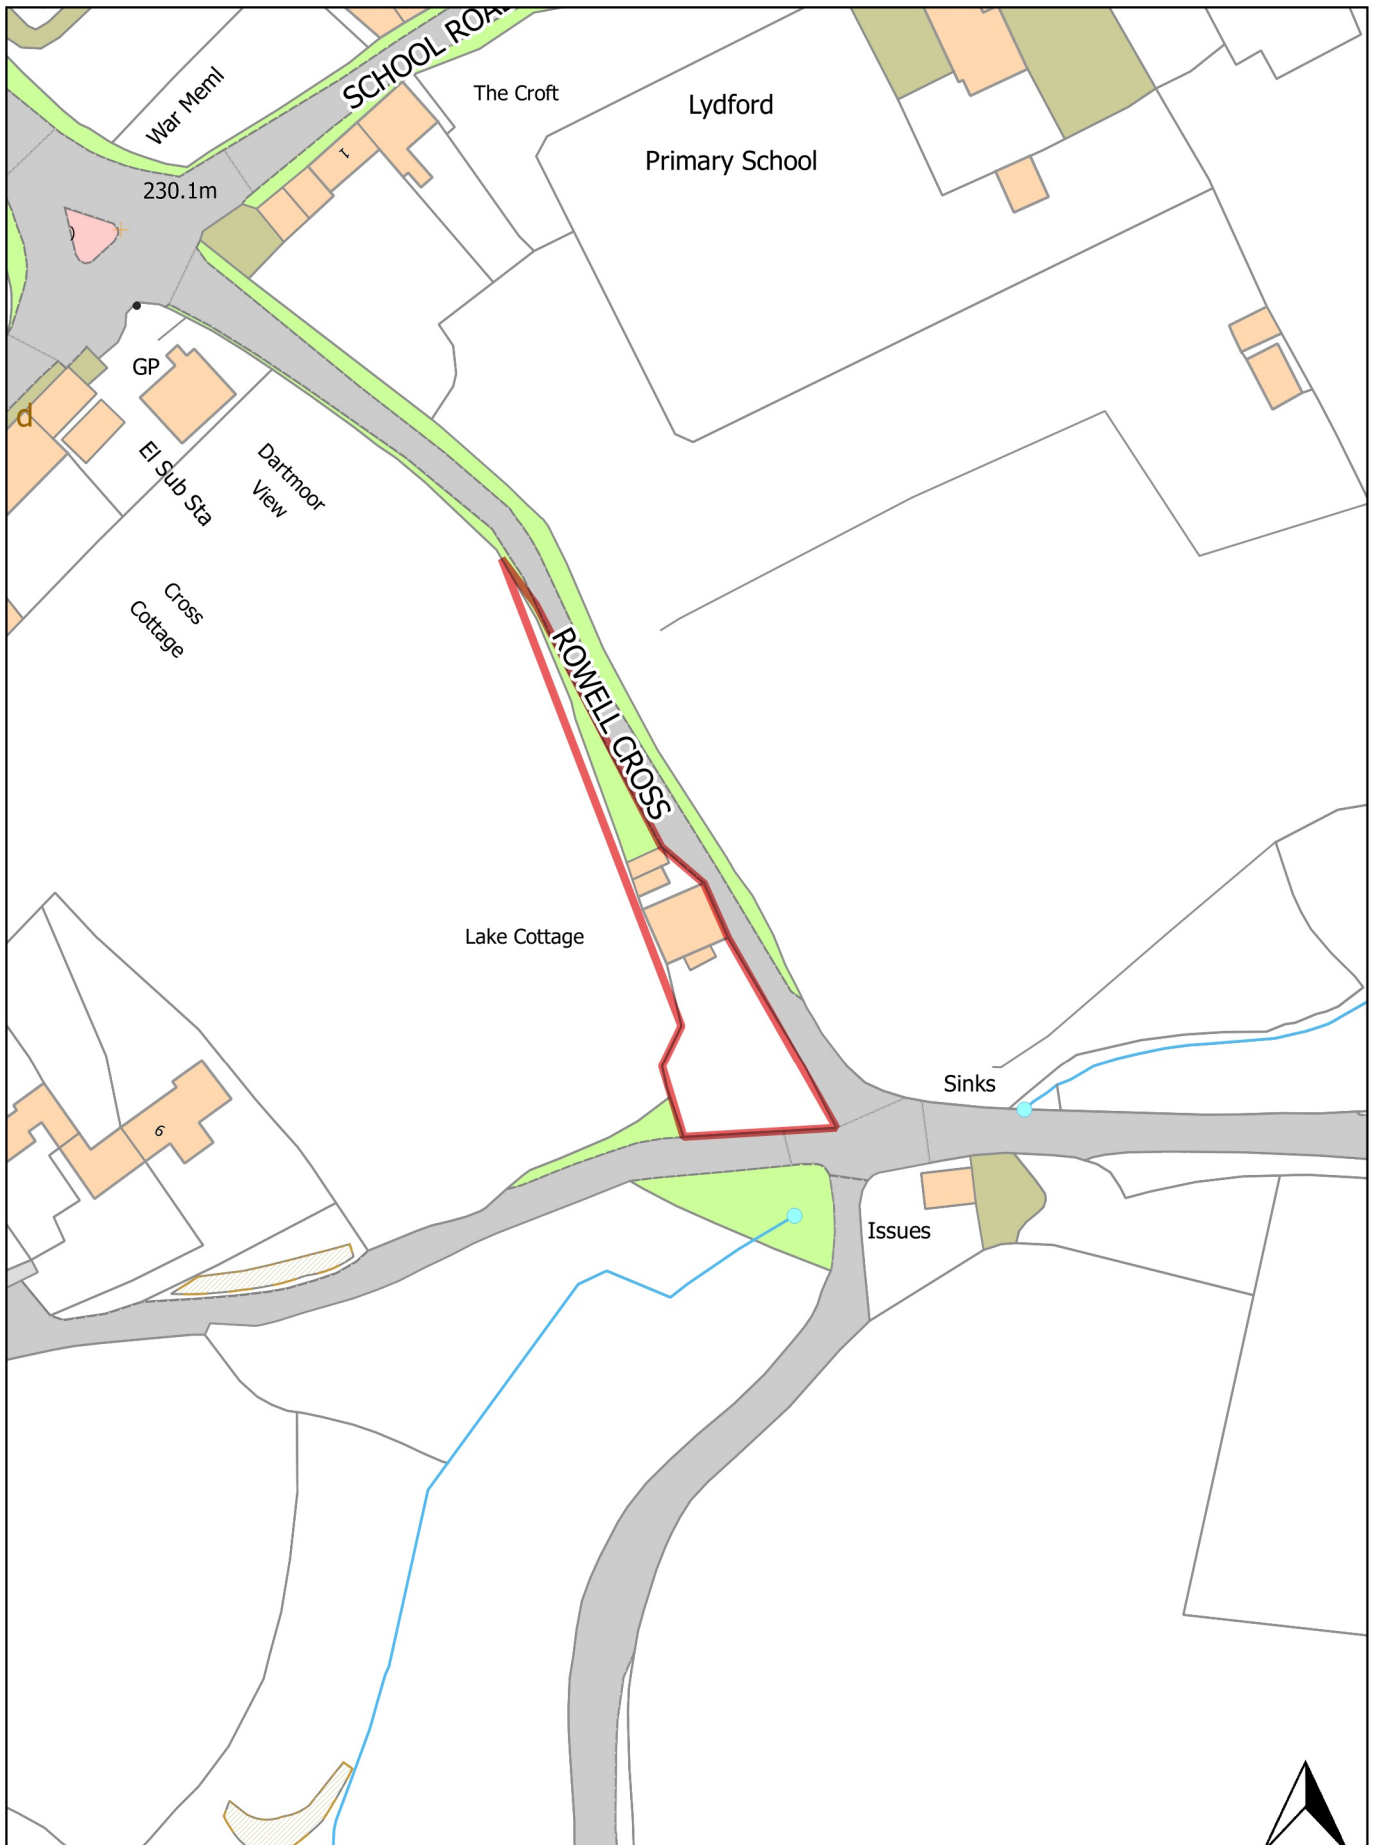 SCHOOL ROAD
War Meml
The Croft
Lydford
Primary School
1
230.1m
GP
d
El Sub Sta
Dartmoor
View
Cross
Cottage
ROWELL CROSS
Lake Cottage
Sinks
6
Issues